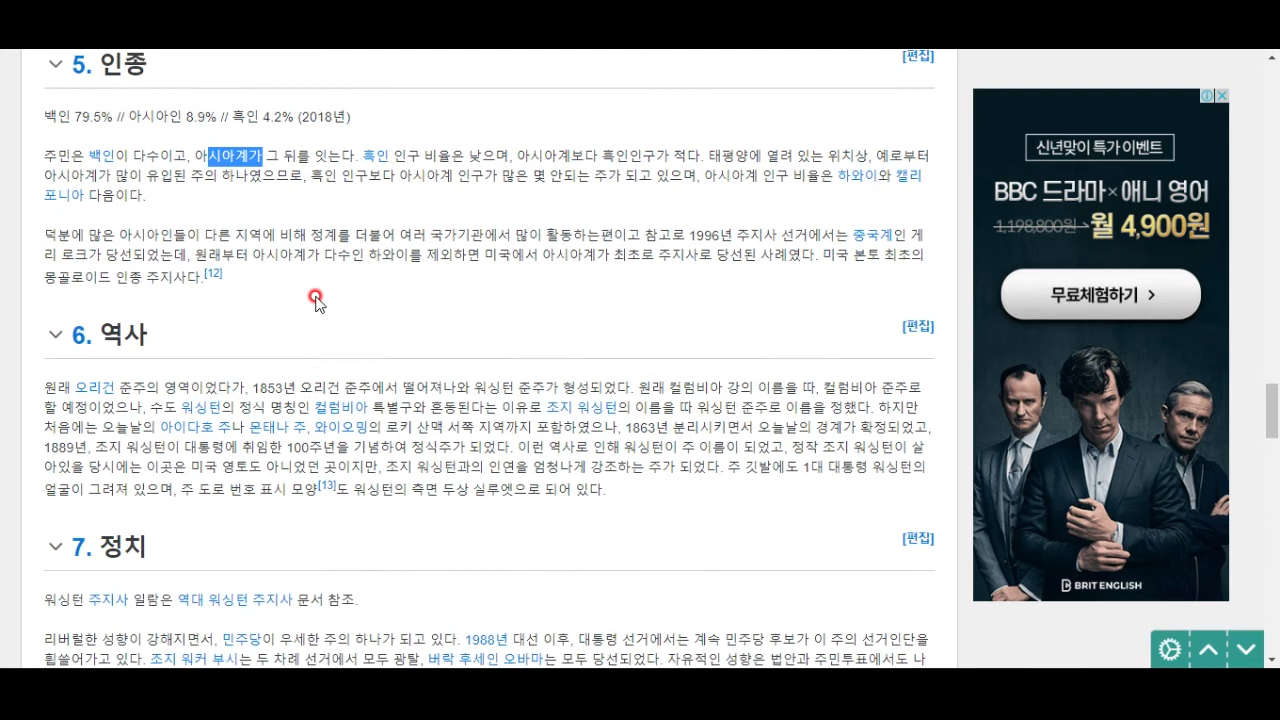 5. 인종
[편집]
백인 79.5% // 아시아인 8.9% // 흑인 4.2% (2018년)
주민은 백인이 다수이고, 아시아계가 그 뒤를 잇는다. 흑인 인구 비율은 낮으며, 아시아계보다 흑인인구가 적다. 태평양에 열려 있는 위치상, 예로부터
아시아계가 많이 유입된 주의 하나였으므로, 흑인 인구보다 아시아계 인구가 많은 몇 안되는 주가 되고 있으며, 아시아계 인구 비율은 하와이와 캘리
포니아 다음이다.
덕분에 많은 아시아인들이 다른 지역에 비해 경제를 더불어 여러 국가기관에서 많이 활동하는편이고 참고로 1996년 주지사 선거에서는 중국계인 게
리 로크가 당선되었는데, 원래부터 아시아계가 다수인 하와이를 제외하면 미국에서 아시아계가 최초로 주지사로 당선된 사례였다. 미국 본토 최초의
몽골로이드 인종 주지사다.[12]
6. 역사
[편집]
원래 오리건 준주의 영역이었다가, 1853년 오리건 준주에서 떨어져나와 워싱턴 준주가 형성되었다. 원래 컬럼비아 강의 이름을 따, 컬럼비아 준주로
할 예정이었으나, 수도 워싱턴의 정식 명칭인 컬럼비아 특별구와 혼동된다는 이유로 조지 워싱턴의 이름을 따 워싱턴 준주로 이름을 정했다. 하지만
처음에는 오늘날의 아이다호 주나 몬태나 주, 와이오밍의 로키 산맥 서쪽 지역까지 포함하였으나, 1863년 분리시키면서 오늘날의 경계가 확정되었고,
1889년, 조지 워싱턴이 대통령에 취임한 100주년을 기념하여 정식주가 되었다. 이런 역사로 인해 워싱턴이 주 이름이 되었고, 정작 조지 워싱턴이 살
아있을 당시에는 이곳은 미국 영토도 아니었던 곳이지만, 조지 워싱턴과의 인연을 엄청나게 강조하는 주가 되었다. 주 깃발에도 1대 대통령 워싱턴의
얼굴이 그려져 있으며, 주 도로 번호 표시 모양[13]도 워싱턴의 측면 두상 실루엣으로 되어 있다.
7. 정치
[편집]
워싱턴 주지사 일람은 역대 워싱턴 주지사 문서 참조.
리버럴한 성향이 강해지면서, 민주당이 우세한 주의 하나가 되고 있다. 1988년 대선 이후, 대통령 선거에서는 계속 민주당 후보가 이 주의 선거인단을
휩쓸어가고 있다. 조지 워커 부시는 두 차례 선거에서 모두 광탈, 버락 후세인 오바마는 모두 당선되었다. 자유적인 성향은 법안과 주민투표에서도 나
신년맞이 특가 이벤트
BBC 드라마×애니 영어
1,198,800원 월 4,900원
무료체험하기 >
BRIT ENGLISH